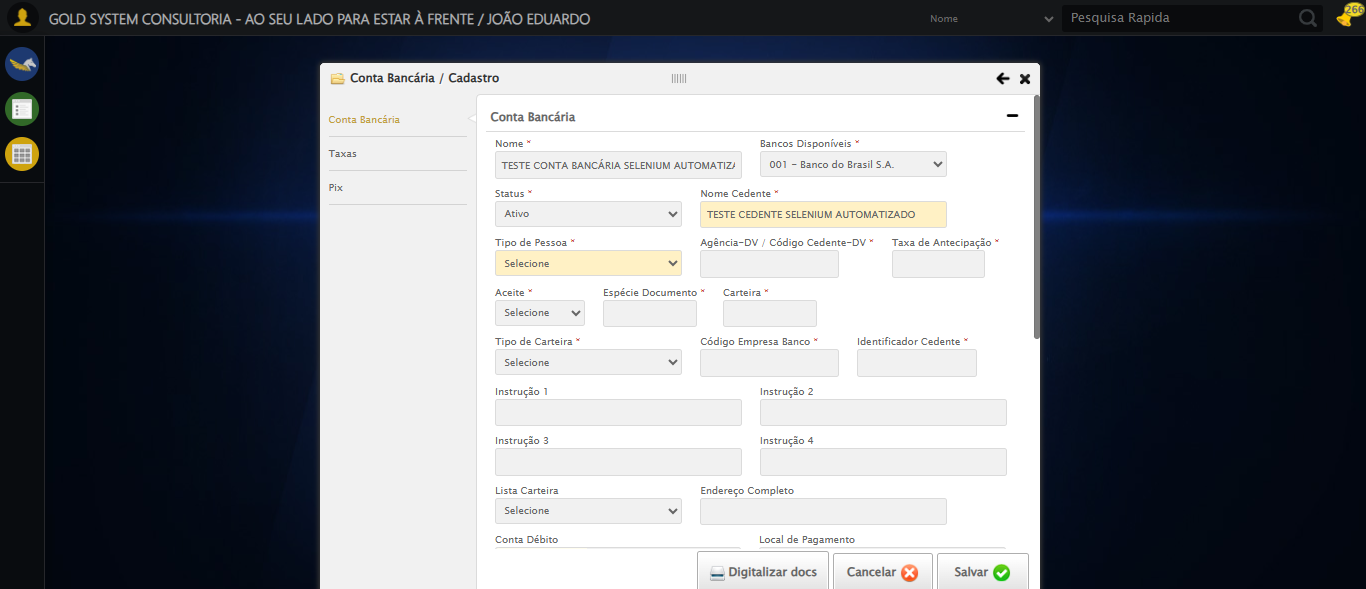 GOLD SYSTEM CONSULTORIA - AO SEU LADO PARA ESTAR À FRENTE / JOÃO EDUARDO
Nome
Pesquisa Rapida
266
Conta Bancária / Cadastro
Conta Bancária
Taxas
Pix
Conta Bancária
Nome *
Bancos Disponíveis *
TESTE CONTA BANCÁRIA SELENIUM AUTOMATIZA
001 - Banco do Brasil S.A.
Status *
Nome Cedente *
Ativo
TESTE CEDENTE SELENIUM AUTOMATIZADO
Tipo de Pessoa *
Agência-DV / Código Cedente-DV *
Taxa de Antecipação *
Selecione
Aceite *
Espécie Documento *
Carteira *
Selecione
Tipo de Carteira *
Código Empresa Banco *
Identificador Cedente *
Selecione
Instrução 1
Instrução 2
Instrução 3
Instrução 4
Lista Carteira
Endereço Completo
Selecione
Conta Débito
Local de Pagamento
Digitalizar docs
Cancelar
Salvar